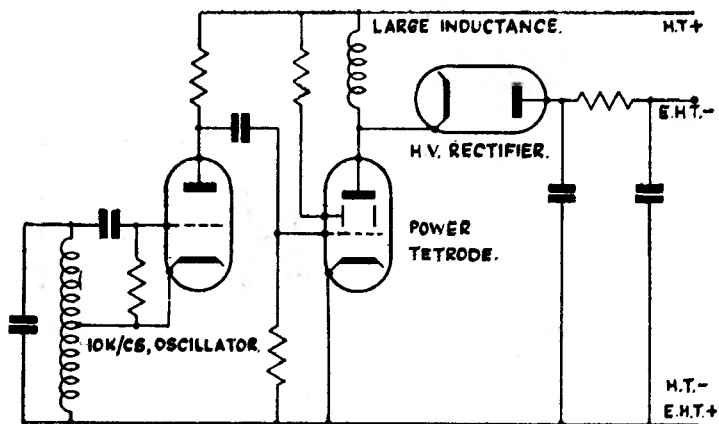 LARGE INDUCTANCE.
H.T+
E.H.T.-
H.V. RECTIFIER.
POWER
TETRODE.
10K/CS, OSCILLATOR.
H.T.-
E.H.T.+